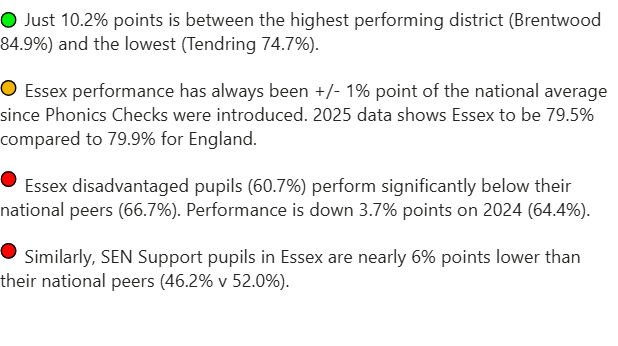 Just 10.2% points is between the highest performing district (Brentwood
84.9%) and the lowest (Tendring 74.7%).
Essex performance has always been +/- 1% point of the national average
since Phonics Checks were introduced. 2025 data shows Essex to be 79.5%
compared to 79.9% for England.
Essex disadvantaged pupils (60.7%) perform significantly below their
national peers (66.7%). Performance is down 3.7% points on 2024 (64.4%).
Similarly, SEN Support pupils in Essex are nearly 6% points lower than
their national peers (46.2% v 52.0%).